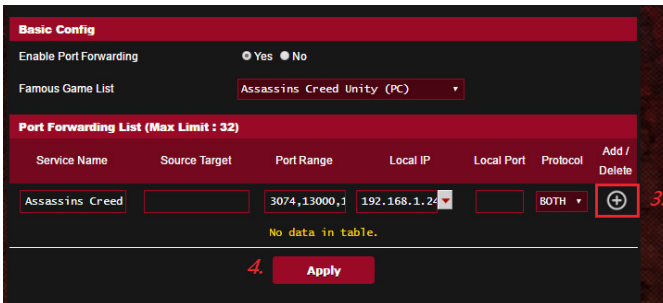 Basic Config
Enable Port Forwarding Yes No
Famous Game List Assassins Creed Unity (PC)
Port Forwarding List (Max Limit : 32)
Service Name Source Target Port Range Local IP Local Port Protocol Add / Delete
Assassins Creed 3074,13000,1 192.168.1.24 BOTH 3.
No data in table.
4. Apply